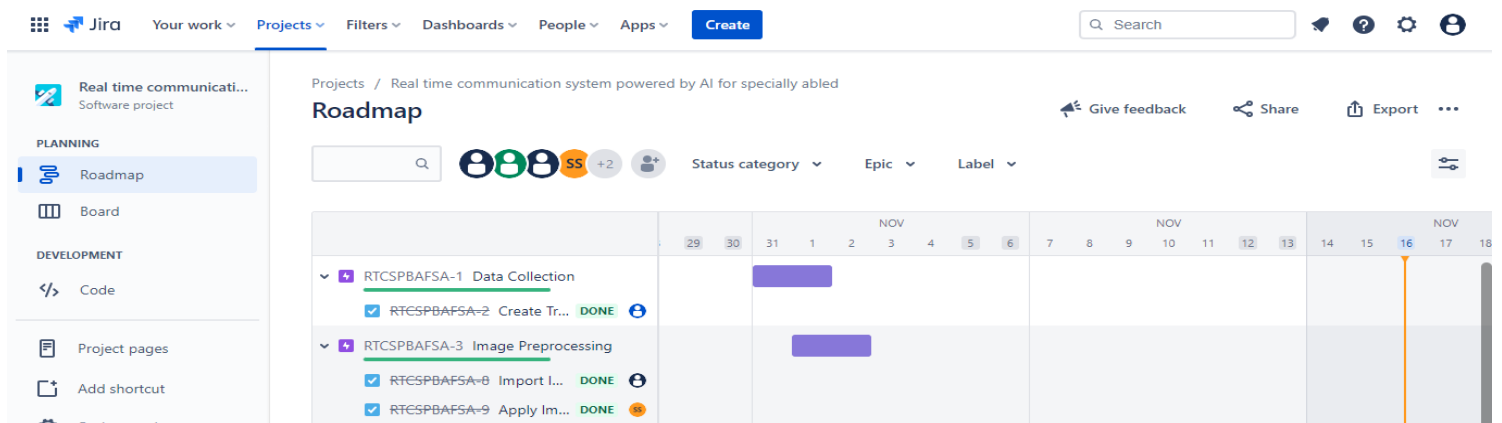 Jira Your work Projects Filters Dashboards People Apps Create Search
Real time communicati...
Software project
PLANNING
Roadmap
Board
DEVELOPMENT
Code
Project pages
Add shortcut
Projects / Real time communication system powered by AI for specially abled
Roadmap
Give feedback Share Export
SS +2 Status category Epic Label
NOV NOV NOV
29 30 31 1 2 3 4 5 6 7 8 9 10 11 12 13 14 15 16 17 18
RTCSPBAFSA-1 Data Collection
RTCSPBAFSA-2 Create Tr... DONE
RTCSPBAFSA-3 Image Preprocessing
RTCSPBAFSA-8 Import I... DONE
RTCSPBAFSA-9 Apply Im... DONE SS